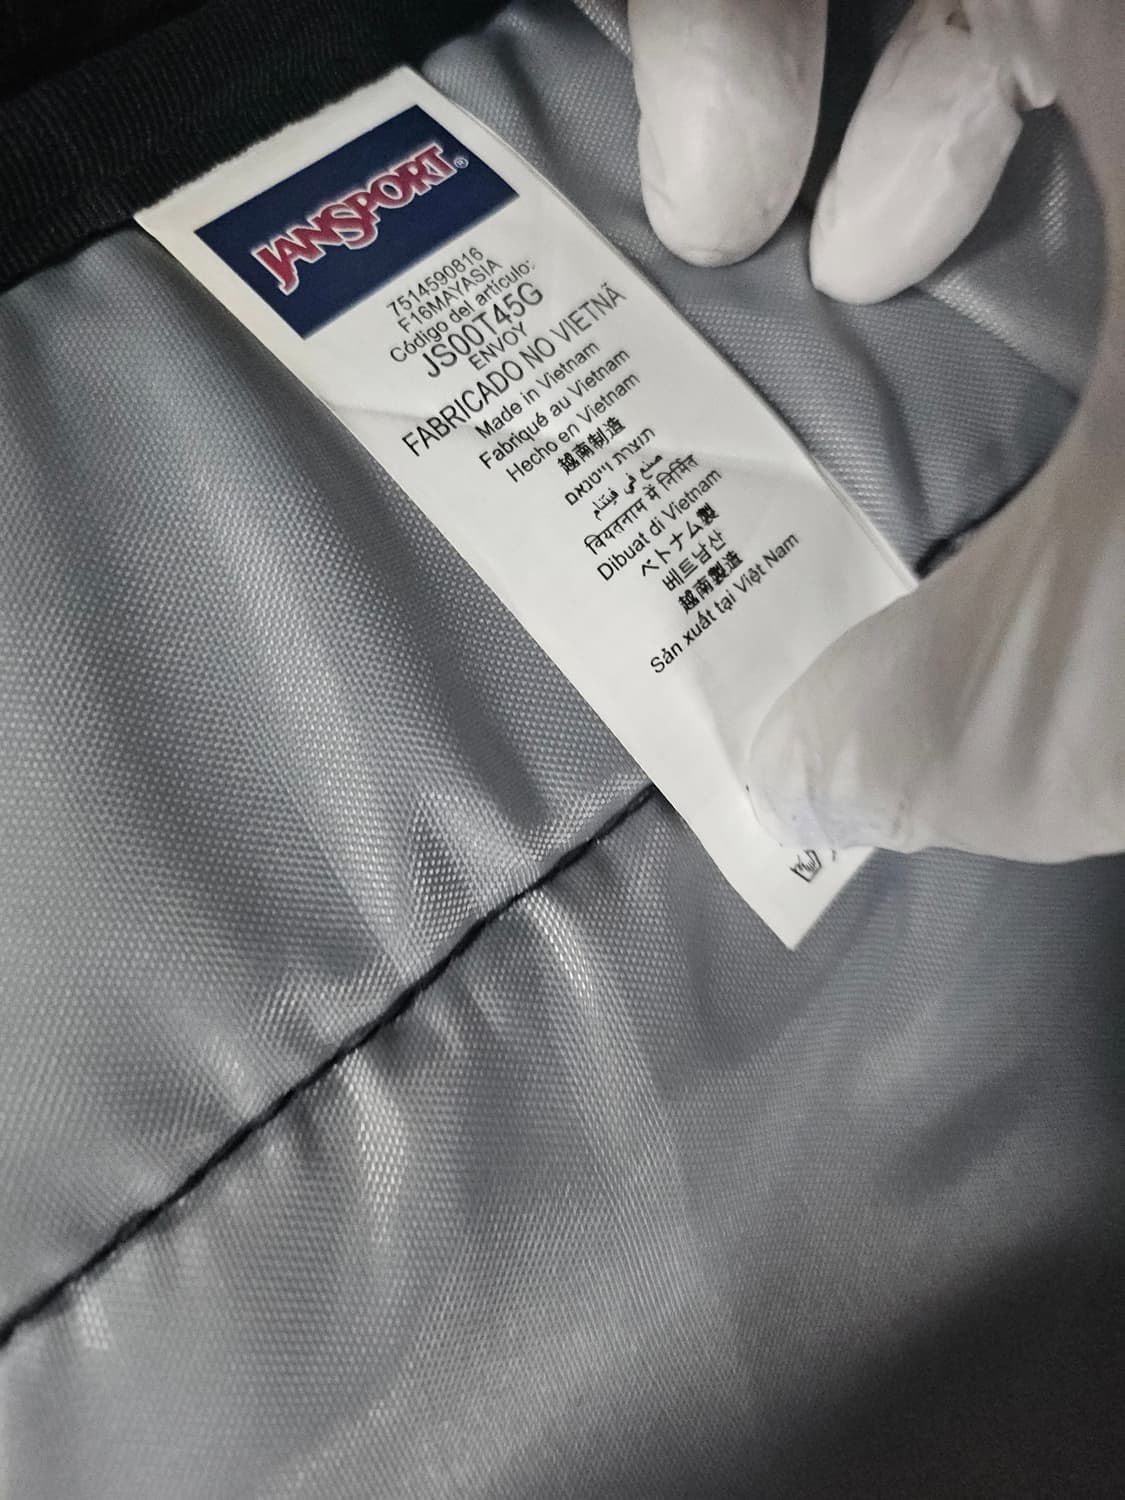 JANSPORT®
7514590816
F16MAYASIA
Código del artículo:
JS00T45G
ENVOY
FABRICADO NO VIETNÃ
Made in Vietnam
Fabriqué au Vietnam
Hecho en Vietnam
越南制造
תוצרת וייטנאם
صنع في فيتنام
वियतनाम में निर्मित
Dibuat di Vietnam
ベトナム製
베트남산
越南製造
Sản xuất tại Việt Nam